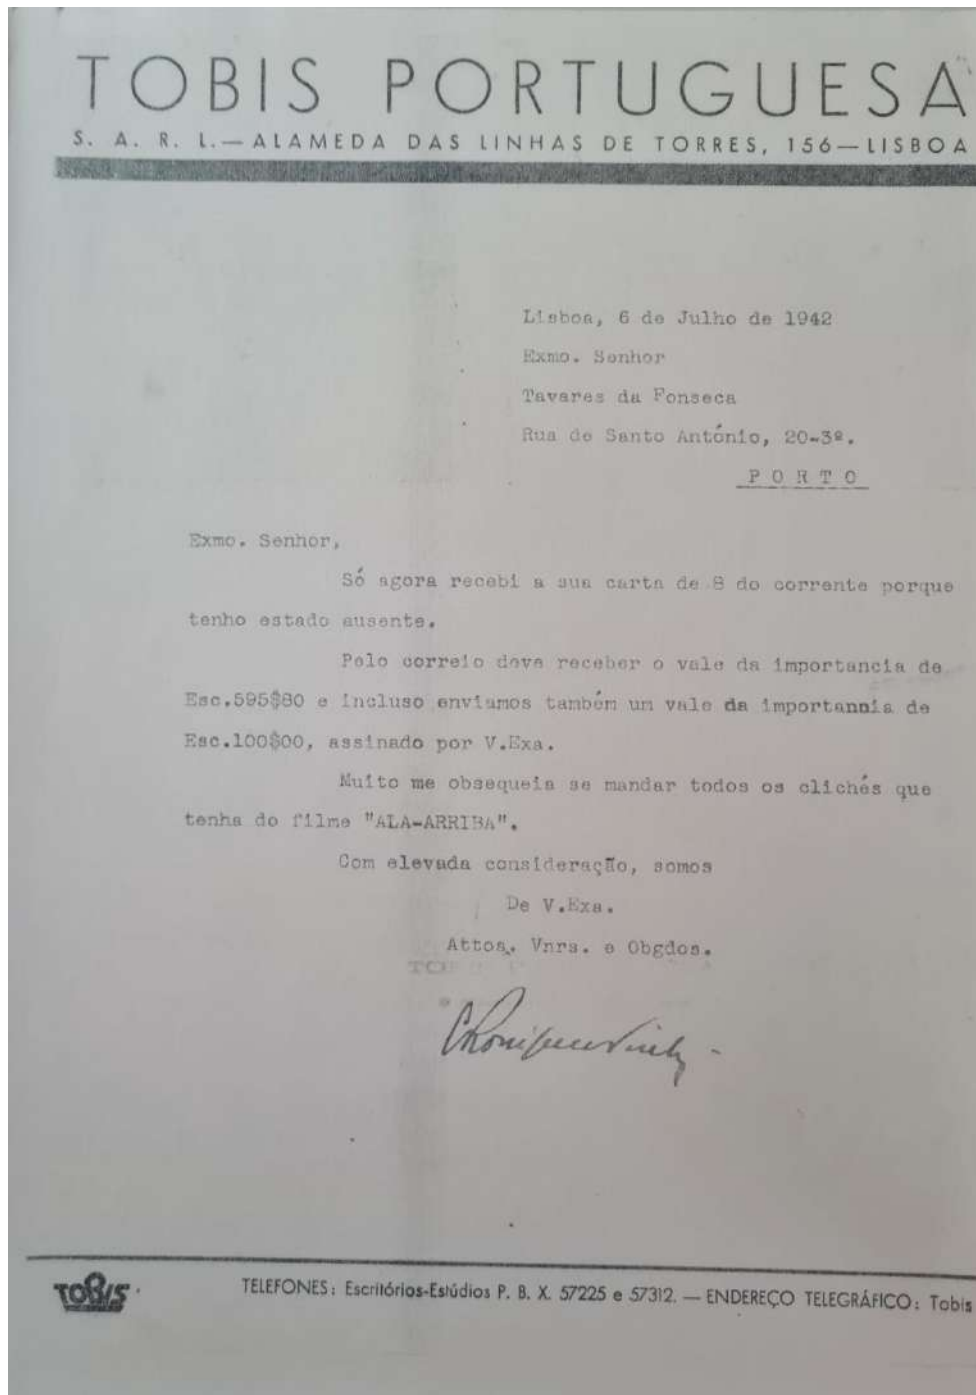 TOBIS PORTUGUESA
S. A. R. L.—ALAMEDA DAS LINHAS DE TORRES, 156—LISBOA
Lisboa, 6 de Julho de 1942
Exmo. Senhor
Tavares da Fonseca
Rua de Santo António, 20-3º.
P O R T O
Exmo. Senhor,
Só agora recebi a sua carta de 8 do corrente porque
tenho estado ausente.
Pelo correio deve receber o vale da importancia de
Esc.595$80 e incluso enviamos também um vale da importancia de
Esc.100$00, assinado por V.Exa.
Muito me obsequeia se mandar todos os clichés que
tenha do filme "ALA-ARRIBA".
Com elevada consideração, somos
De V.Exa.
Attos. Vnrs. e Obgdos.
TOBIS
TELEFONES: Escritórios-Estúdios P. B. X. 57225 e 57312. — ENDEREÇO TELEGRÁFICO: Tobis